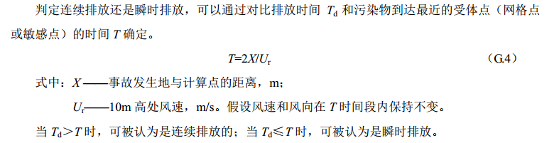 判定连续排放还是瞬时排放，可以通过对比排放时间 Td 和污染物到达最近的受体点（网格点
或敏感点）的时间 T 确定。
T=2X/Ur （G.4）
式中：X——事故发生地与计算点的距离，m；
Ur——10m 高处风速，m/s。假设风速和风向在 T 时间段内保持不变。
当 Td＞T 时，可被认为是连续排放的；当 Td≤T 时，可被认为是瞬时排放。